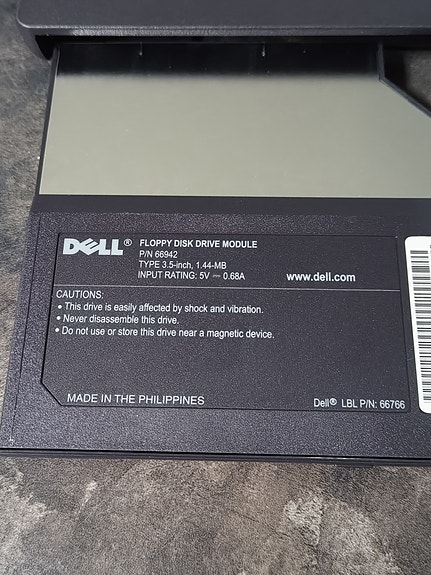 DELL® FLOPPY DISK DRIVE MODULE
P/N 66942
TYPE 3.5-inch, 1.44-MB
INPUT RATING: 5V ⎓ 0.68A www.dell.com
CAUTIONS:
• This drive is easily affected by shock and vibration.
• Never disassemble this drive.
• Do not use or store this drive near a magnetic device.
MADE IN THE PHILIPPINES Dell® LBL P/N: 66766